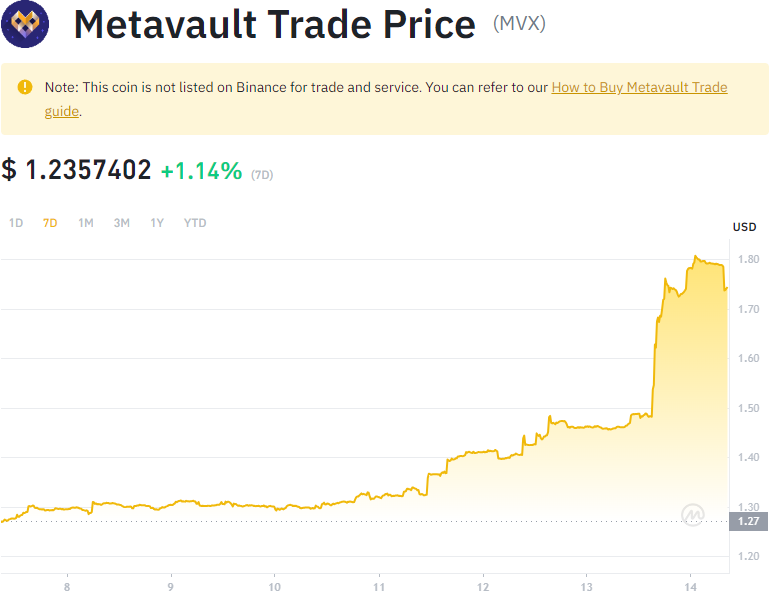 Metavault Trade Price (MVX)
Note: This coin is not listed on Binance for trade and service. You can refer to our How to Buy Metavault Trade
guide.
$ 1.2357402 +1.14% (7D)
1D 7D 1M 3M 1Y YTD
USD
1.80
1.70
1.60
1.50
1.40
1.30
1.27
1.20
8 9 10 11 12 13 14